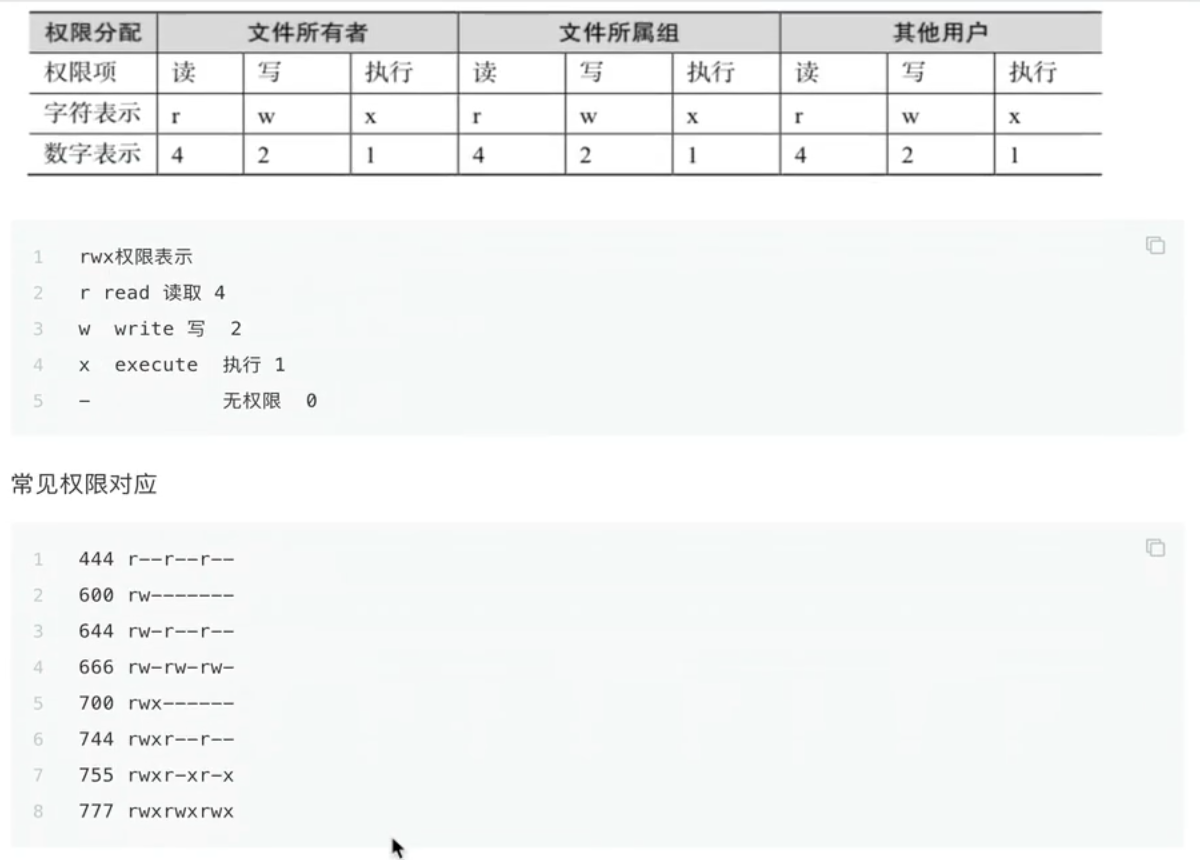 权限分配 文件所有者 文件所属组 其他用户
权限项 读 写 执行 读 写 执行 读 写 执行
字符表示 r w x r w x r w x
数字表示 4 2 1 4 2 1 4 2 1
1 rwx权限表示
2 r read 读取 4
3 w write 写 2
4 x execute 执行 1
5 - 无权限 0
常见权限对应
1 444 r--r--r--
2 600 rw-------
3 644 rw-r--r--
4 666 rw-rw-rw-
5 700 rwx------
6 744 rwxr--r--
7 755 rwxr-xr-x
8 777 rwxrwxrwx